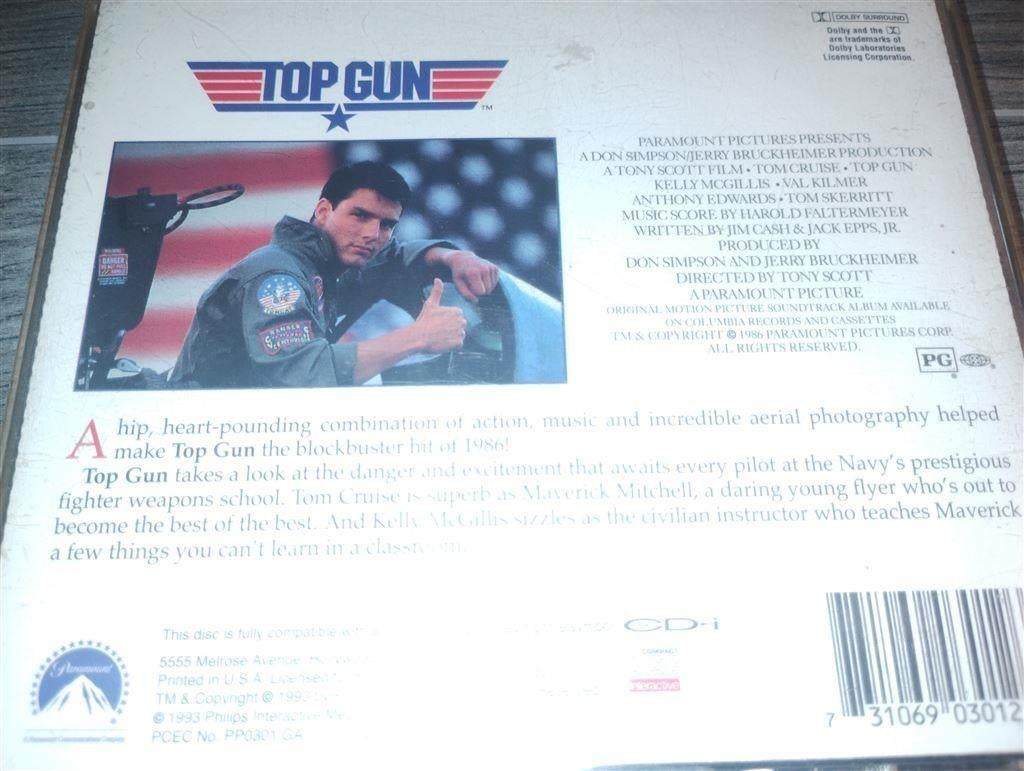 DOLBY SURROUND
Dolby and the
are trademarks of
Dolby Laboratories
Licensing Corporation.
TOP GUN
TM
PARAMOUNT PICTURES PRESENTS
A DON SIMPSON/JERRY BRUCKHEIMER PRODUCTION
A TONY SCOTT FILM • TOM CRUISE • TOP GUN
KELLY MCGILLIS • VAL KILMER
ANTHONY EDWARDS • TOM SKERRITT
MUSIC SCORE BY HAROLD FALTERMEYER
WRITTEN BY JIM CASH & JACK EPPS, JR.
PRODUCED BY
DON SIMPSON AND JERRY BRUCKHEIMER
DIRECTED BY TONY SCOTT
A PARAMOUNT PICTURE
ORIGINAL MOTION PICTURE SOUNDTRACK ALBUM AVAILABLE
ON COLUMBIA RECORDS AND CASSETTES
TM & COPYRIGHT © 1986 PARAMOUNT PICTURES CORP.
ALL RIGHTS RESERVED.
PG
DANGER
A hip, heart-pounding combination of action, music and incredible aerial photography helped
make Top Gun the blockbuster hit of 1986!
Top Gun takes a look at the danger and excitement that awaits every pilot at the Navy's prestigious
fighter weapons school. Tom Cruise is superb as Maverick Mitchell, a daring young flyer who's out to
become the best of the best. And Kelly McGillis sizzles as the civilian instructor who teaches Maverick
a few things you can't learn in a classroom.
This disc is fully compatible
CD-i
5555 Melrose Avenue
Printed in U.S.A. Licensed
TM & Copyright © 1993
© 1993 Philips Interactive
PCEC No. PP0301 GA
Paramount
COMPACT
Interactive
7 31069 03012